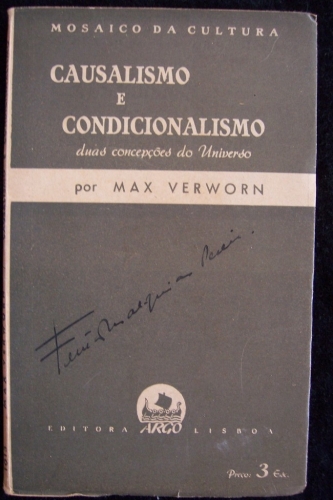 MOSAICO DA CULTURA
CAUSALISMO
E
CONDICIONALISMO
duas concepções do Universo
por MAX VERWORN
EDITORA ARGO LISBOA
Preço: 3 Es.